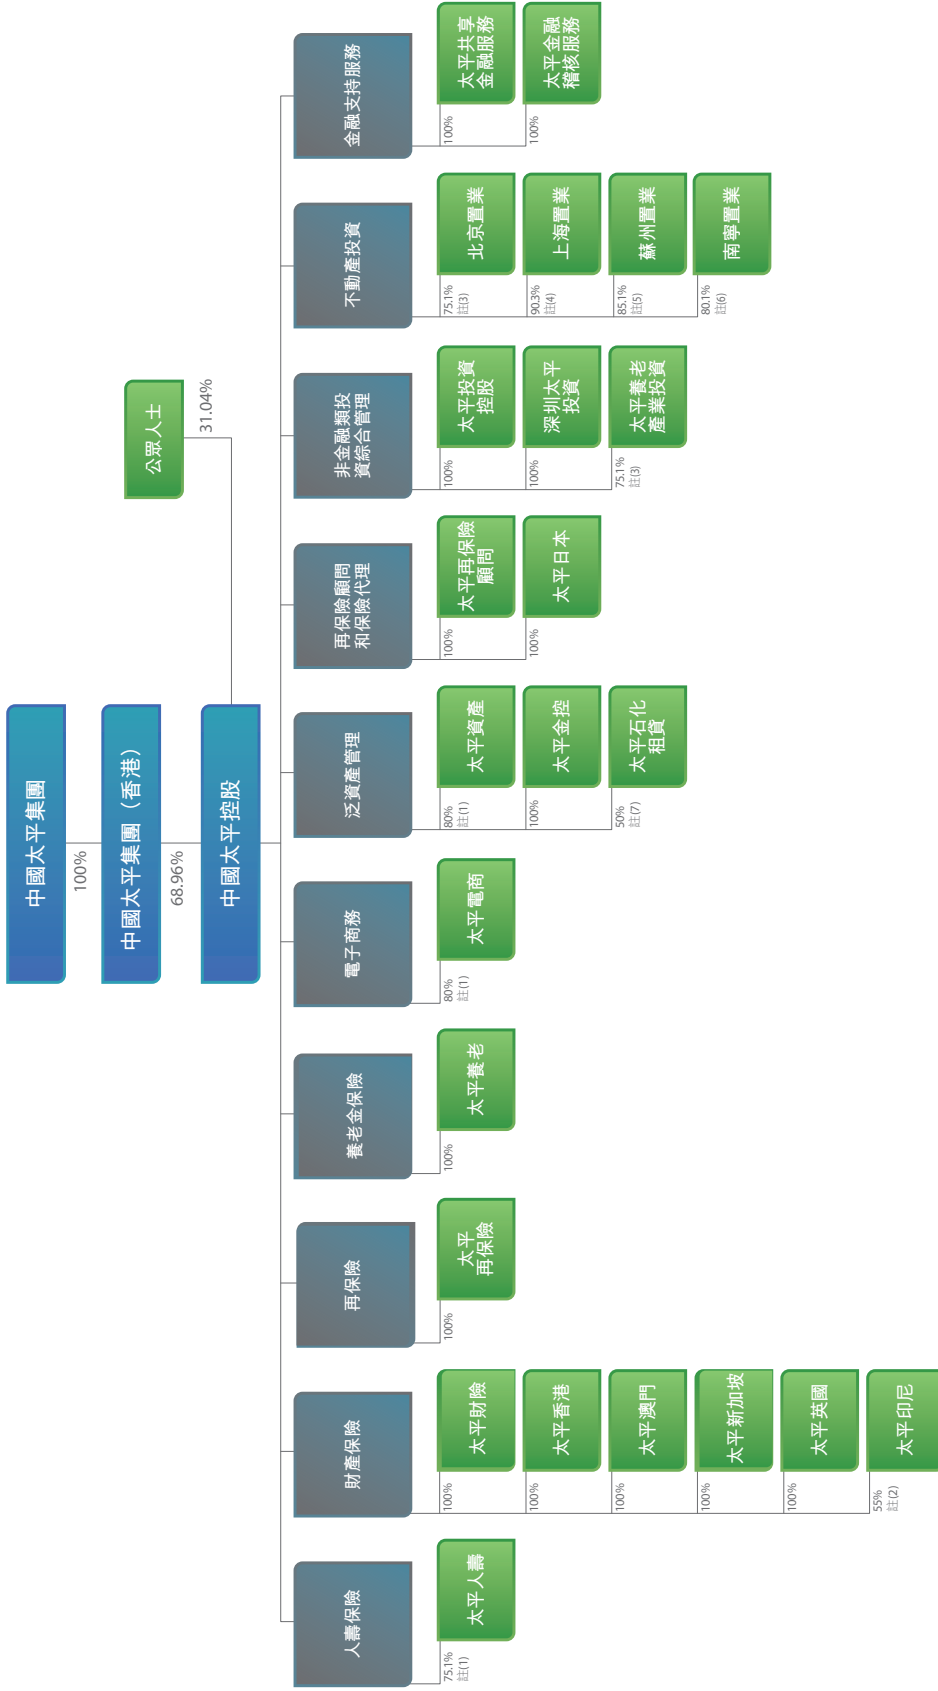 中國太平集團
100%
中國太平集團（香港）
68.96%
中國太平控股
公眾人士
31.04%
人壽保險
75.1%
註(1)
太平人壽
財產保險
100%
太平財險
100%
太平香港
100%
太平澳門
100%
太平新加坡
100%
太平英國
55%
註(2)
太平印尼
再保險
100%
太平
再保險
養老金保險
100%
太平養老
電子商務
80%
註(1)
太平電商
泛資產管理
80%
註(1)
太平資產
100%
太平金控
50%
註(7)
太平石化
租賃
再保險顧問
和保險代理
100%
太平再保險
顧問
100%
太平日本
非金融類投
資綜合管理
100%
太平投資
控股
100%
深圳太平
投資
75.1%
註(3)
太平養老
產業投資
不動產投資
75.1%
註(3)
北京置業
90.3%
註(4)
上海置業
85.1%
註(5)
蘇州置業
80.1%
註(6)
南寧置業
金融支持服務
100%
太平共享
金融服務
100%
太平金融
稽核服務